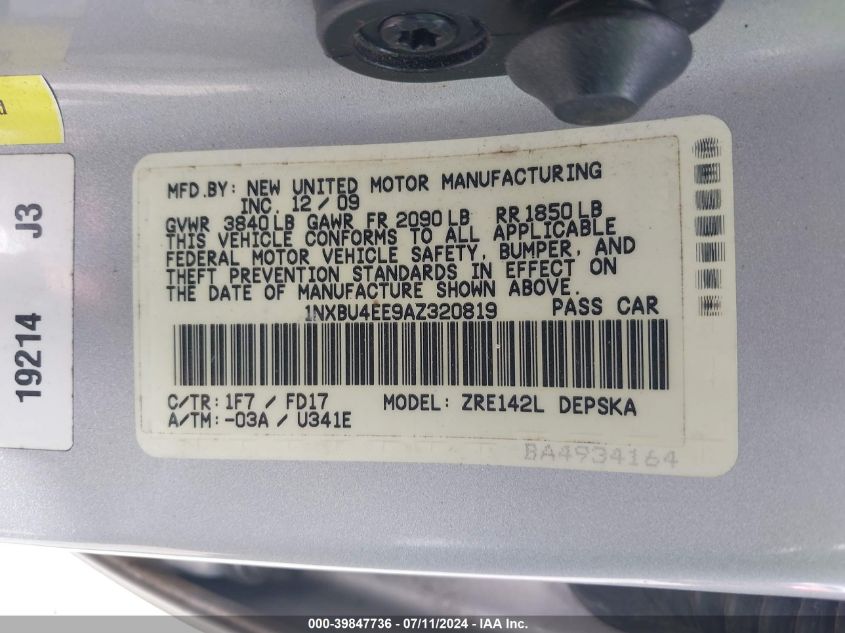 MFD.BY: NEW UNITED MOTOR MANUFACTURING
INC. 12 / 09
GVWR 3840 LB GAWR FR 2090 LB RR 1850 LB
THIS VEHICLE CONFORMS TO ALL APPLICABLE
FEDERAL MOTOR VEHICLE SAFETY, BUMPER, AND
THEFT PREVENTION STANDARDS IN EFFECT ON
THE DATE OF MANUFACTURE SHOWN ABOVE.
1NXBU4EE9AZ320819 PASS CAR
C/TR: 1F7 / FD17 MODEL: ZRE142L DEPSKA
A/TM: -03A / U341E
BA4934164
19214 J3
000-39847736 - 07/11/2024 - IAA Inc.